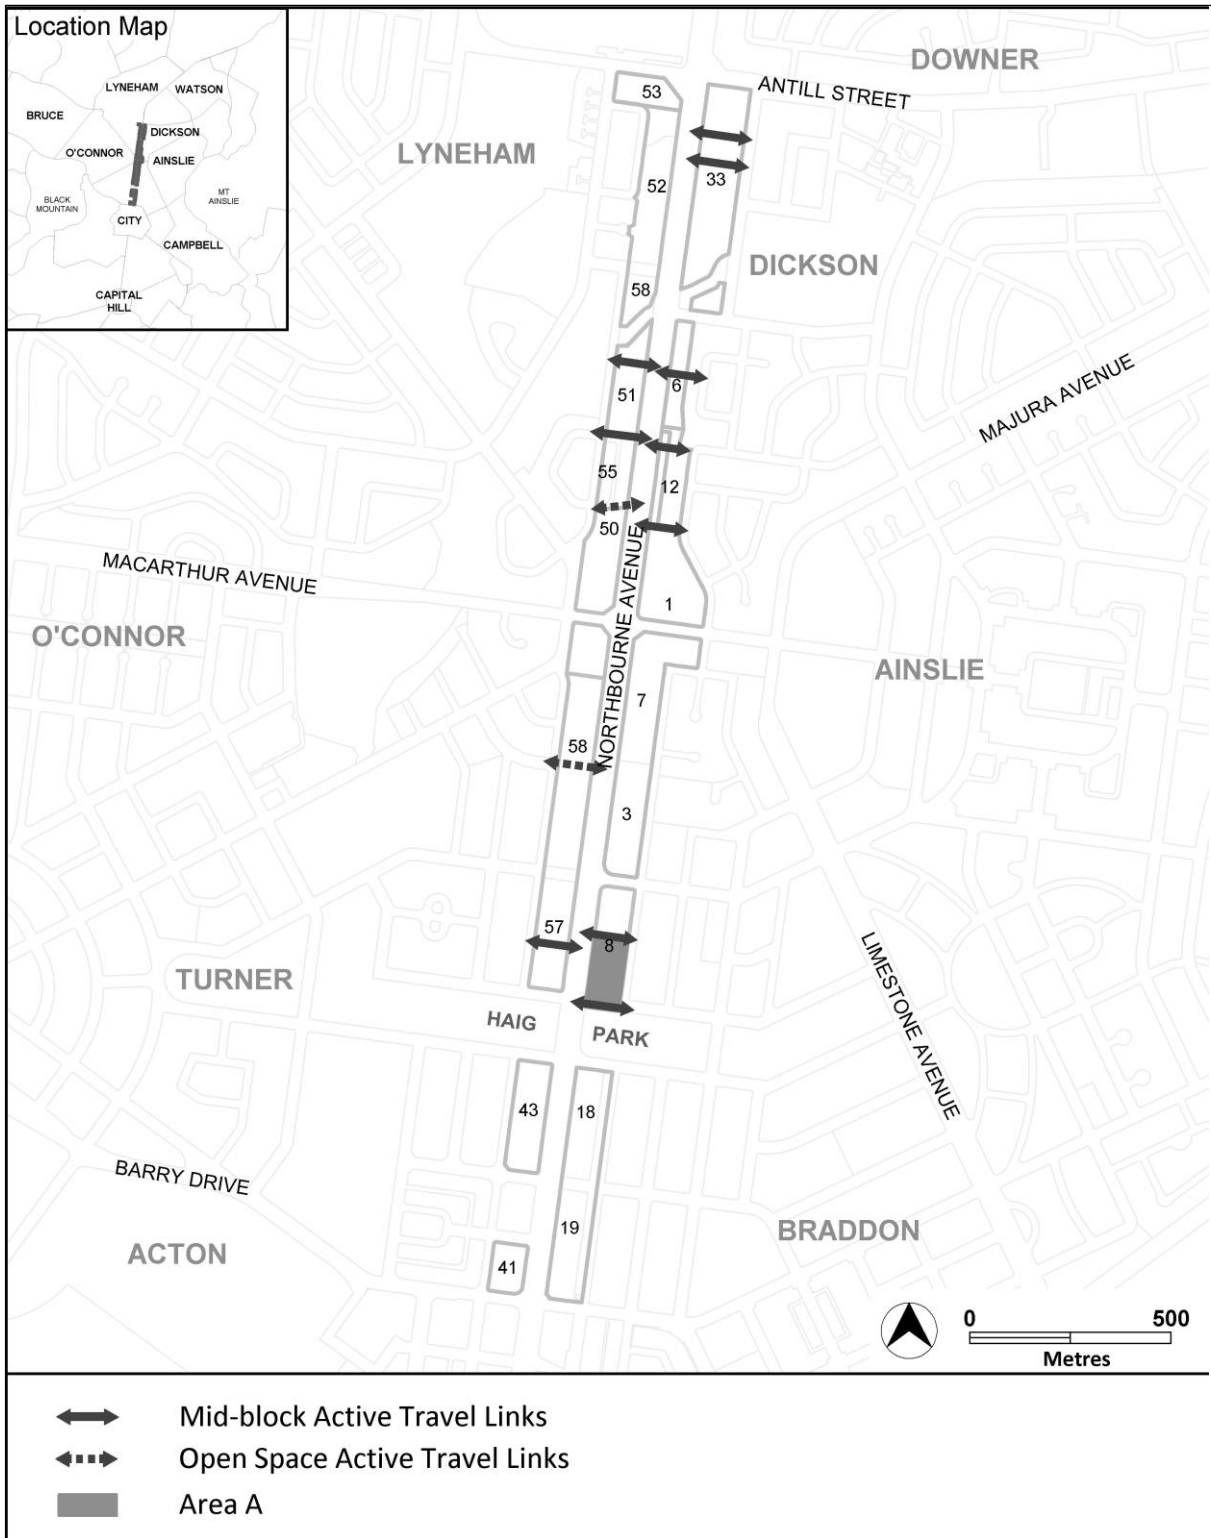 Location Map
LYNEHAM
WATSON
BRUCE
DICKSON
O'CONNOR
AINSLIE
BLACK
MOUNTAIN
MT
AINSLIE
CITY
CAMPBELL
CAPITAL
HILL
DOWNER
ANTILL STREET
53
LYNEHAM
33
52
DICKSON
58
MAJURA AVENUE
6
51
55
12
50
MACARTHUR AVENUE
NORTHBOURNE AVENUE
1
O'CONNOR
AINSLIE
7
58
3
57
8
LIMESTONE AVENUE
TURNER
HAIG
PARK
43
18
BARRY DRIVE
19
BRADDON
ACTON
41
0
500
Metres
Mid-block Active Travel Links
Open Space Active Travel Links
Area A